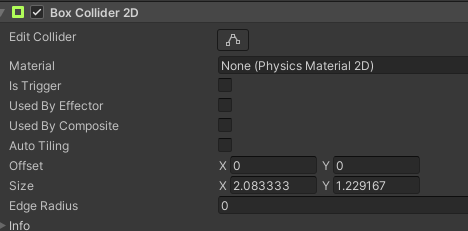 Box Collider 2D
Edit Collider
Material None (Physics Material 2D)
Is Trigger
Used By Effector
Used By Composite
Auto Tiling
Offset X 0 Y 0
Size X 2.083333 Y 1.229167
Edge Radius 0
Info